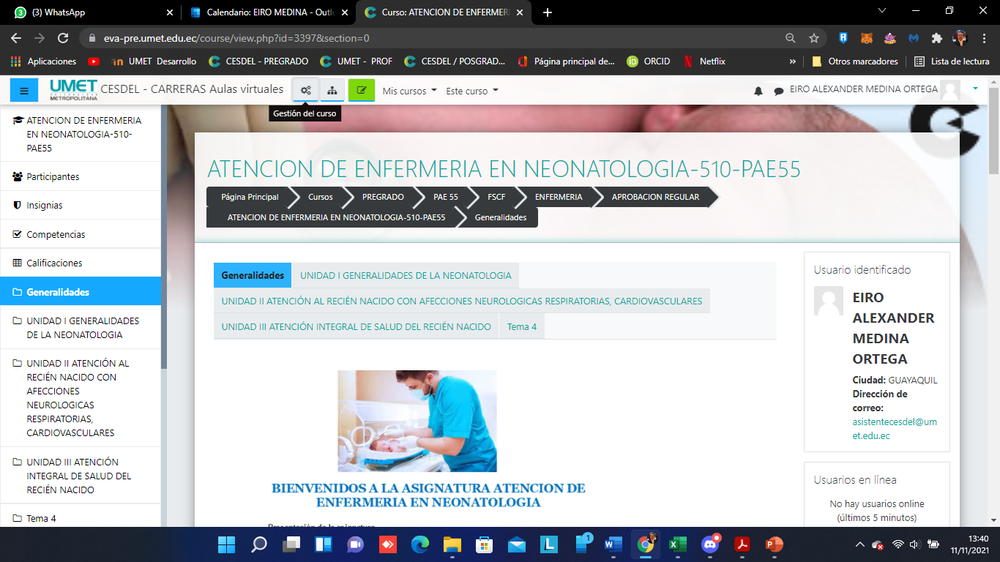 (3) WhatsApp
Calendario: EIRO MEDINA - Outlo
Curso: ATENCION DE ENFERMERI
eva-pre.umet.edu.ec/course/view.php?id=3397&section=0
Aplicaciones
UMET Desarrollo
CESDEL - PREGRADO
UMET - PROF
CESDEL / POSGRAD...
Página principal de...
ORCID
Netflix
»
Otros marcadores
Lista de lectura
UMET
METROPOLITANA
CESDEL - CARRERAS Aulas virtuales
Mis cursos
Este curso
EIRO ALEXANDER MEDINA ORTEGA
Gestión del curso
ATENCION DE ENFERMERIA
EN NEONATOLOGIA-510-
PAE55
Participantes
Insignias
Competencias
Calificaciones
Generalidades
UNIDAD I GENERALIDADES
DE LA NEONATOLOGIA
UNIDAD II ATENCIÓN AL
RECIÉN NACIDO CON
AFECCIONES
NEUROLOGICAS
RESPIRATORIAS,
CARDIOVASCULARES
UNIDAD III ATENCIÓN
INTEGRAL DE SALUD DEL
RECIÉN NACIDO
Tema 4
ATENCION DE ENFERMERIA EN NEONATOLOGIA-510-PAE55
Página Principal
Cursos
PREGRADO
PAE 55
FSCF
ENFERMERIA
APROBACION REGULAR
ATENCION DE ENFERMERIA EN NEONATOLOGIA-510-PAE55
Generalidades
Generalidades
UNIDAD I GENERALIDADES DE LA NEONATOLOGIA
UNIDAD II ATENCIÓN AL RECIÉN NACIDO CON AFECCIONES NEUROLOGICAS RESPIRATORIAS, CARDIOVASCULARES
UNIDAD III ATENCIÓN INTEGRAL DE SALUD DEL RECIÉN NACIDO
Tema 4
BIENVENIDOS A LA ASIGNATURA ATENCION DE
ENFERMERIA EN NEONATOLOGIA
Presentación de la asignatura
Usuario identificado
EIRO
ALEXANDER
MEDINA
ORTEGA
Ciudad: GUAYAQUIL
Dirección de
correo:
asistentecesdel@um
et.edu.ec
Usuarios en línea
No hay usuarios online
(últimos 5 minutos)
1
13:40
11/11/2021